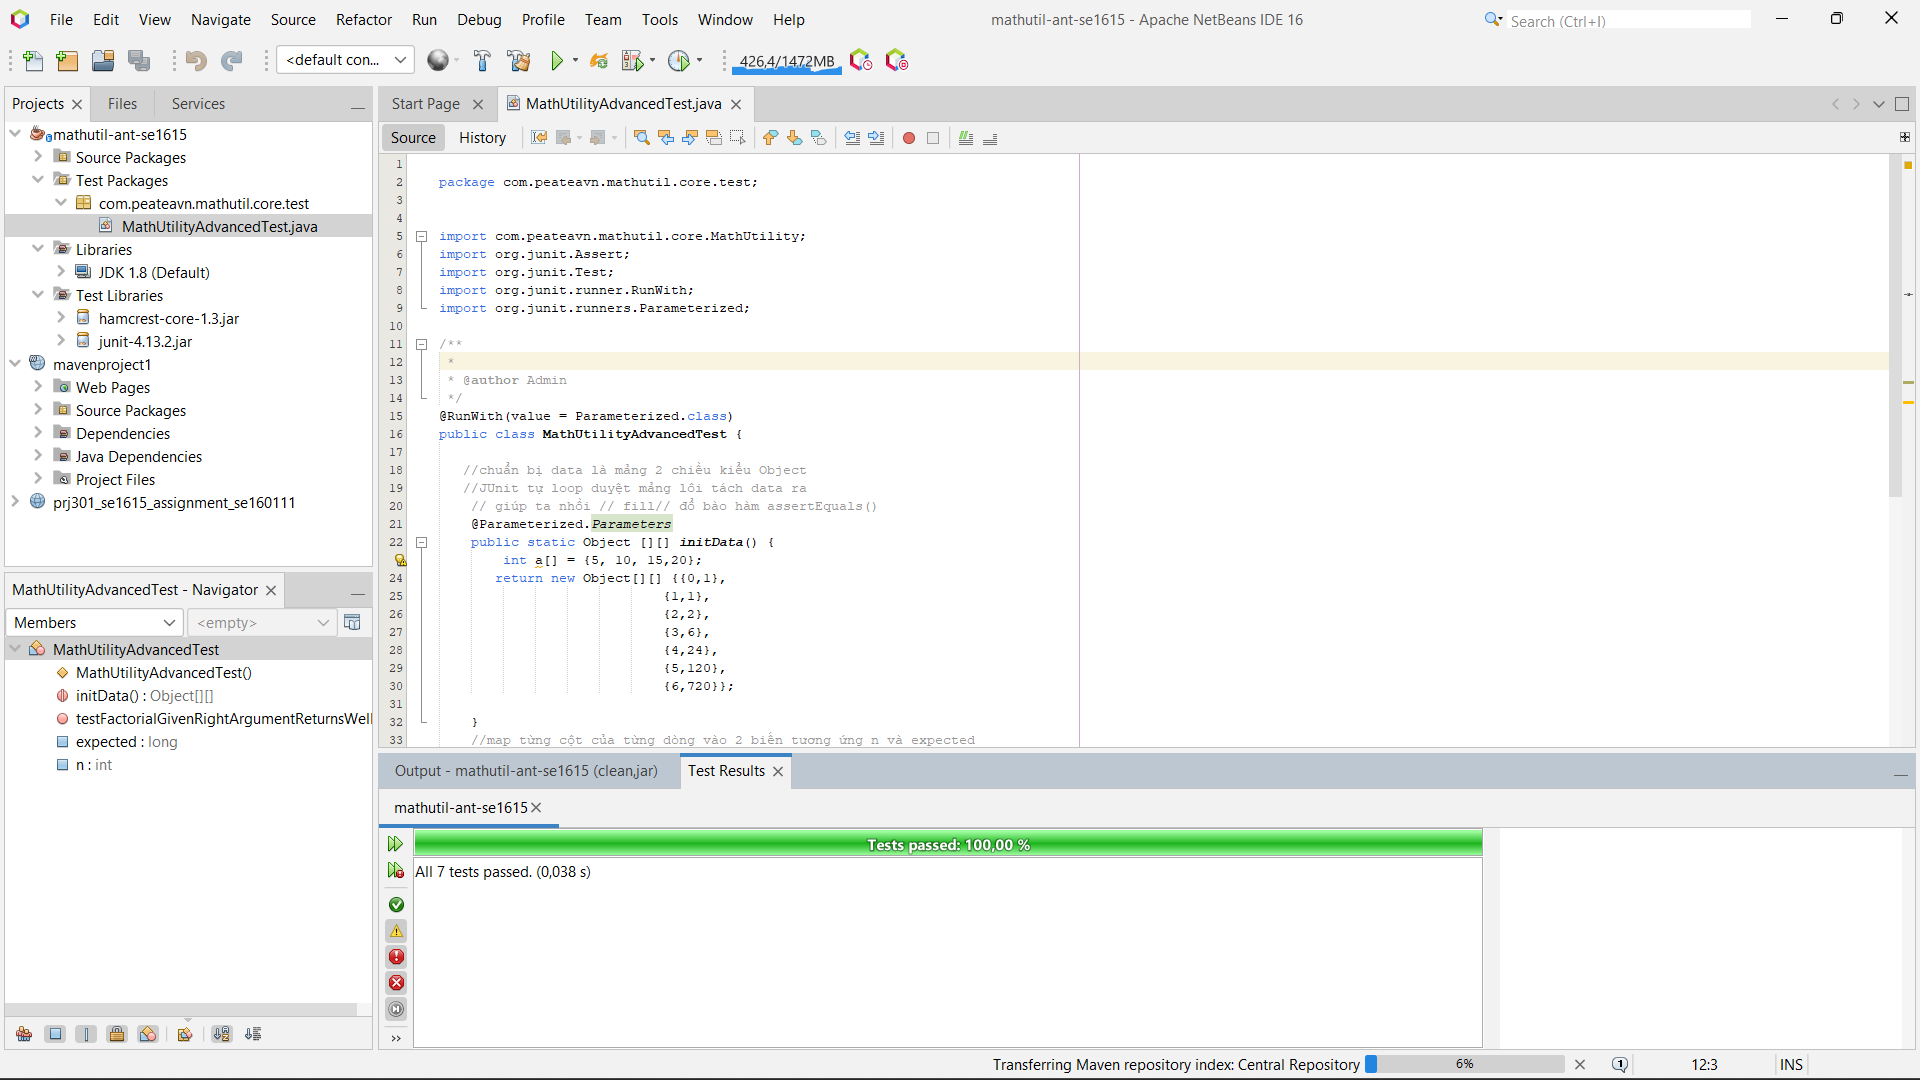 File Edit View Navigate Source Refactor Run Debug Profile Team Tools Window Help
mathutil-ant-se1615 - Apache NetBeans IDE 16
Search (Ctrl+I)
<default con...
426,4/1472MB
Projects Files Services
mathutil-ant-se1615
Source Packages
Test Packages
com.peateavn.mathutil.core.test
MathUtilityAdvancedTest.java
Libraries
JDK 1.8 (Default)
Test Libraries
hamcrest-core-1.3.jar
junit-4.13.2.jar
mavenproject1
Web Pages
Source Packages
Dependencies
Java Dependencies
Project Files
prj301_se1615_assignment_se160111
MathUtilityAdvancedTest - Navigator
Members
<empty>
MathUtilityAdvancedTest
MathUtilityAdvancedTest()
initData() : Object[][]
testFactorialGivenRightArgumentReturnsWell
expected : long
n : int
Start Page MathUtilityAdvancedTest.java
Source History
1
2 package com.peateavn.mathutil.core.test;
3
4
5 import com.peateavn.mathutil.core.MathUtility;
6 import org.junit.Assert;
7 import org.junit.Test;
8 import org.junit.runner.RunWith;
9 import org.junit.runners.Parameterized;
10
11 /**
12 *
13 * @author Admin
14 */
15 @RunWith(value = Parameterized.class)
16 public class MathUtilityAdvancedTest {
17
18 //chuẩn bị data là mảng 2 chiều kiểu Object
19 //JUnit tự loop duyệt mảng lôi tách data ra
20 // giúp ta nhồi // fill// đổ bào hàm assertEquals()
21 @Parameterized.Parameters
22 public static Object [][] initData() {
int a[] = {5, 10, 15,20};
24 return new Object[][] {{0,1},
25 {1,1},
26 {2,2},
27 {3,6},
28 {4,24},
29 {5,120},
30 {6,720}};
31
32 }
33 //map từng cột của từng dòng vào 2 biến tương ứng n và expected
Output - mathutil-ant-se1615 (clean,jar) Test Results
mathutil-ant-se1615
Tests passed: 100,00 %
All 7 tests passed. (0,038 s)
Transferring Maven repository index: Central Repository 6%
1
12:3
INS